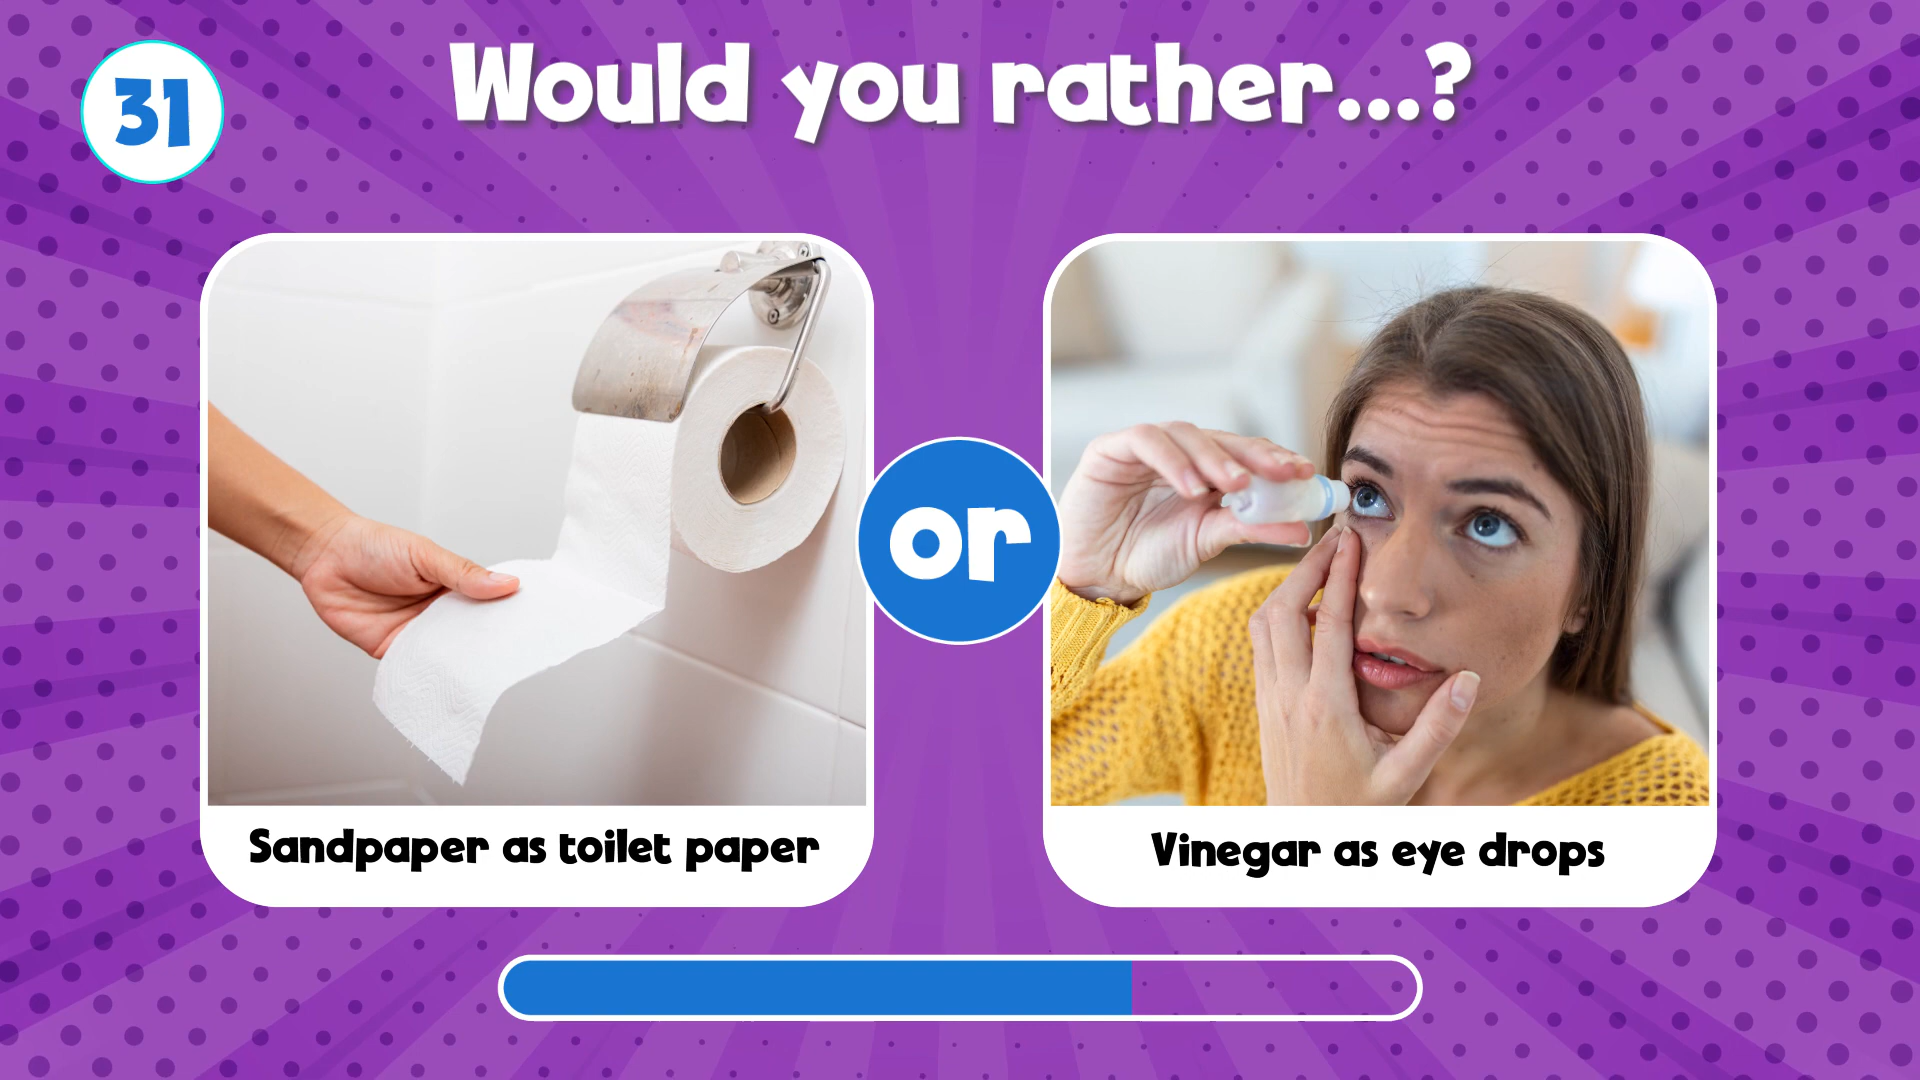 31
Would you rather...?
or
Sandpaper as toilet paper
Vinegar as eye drops